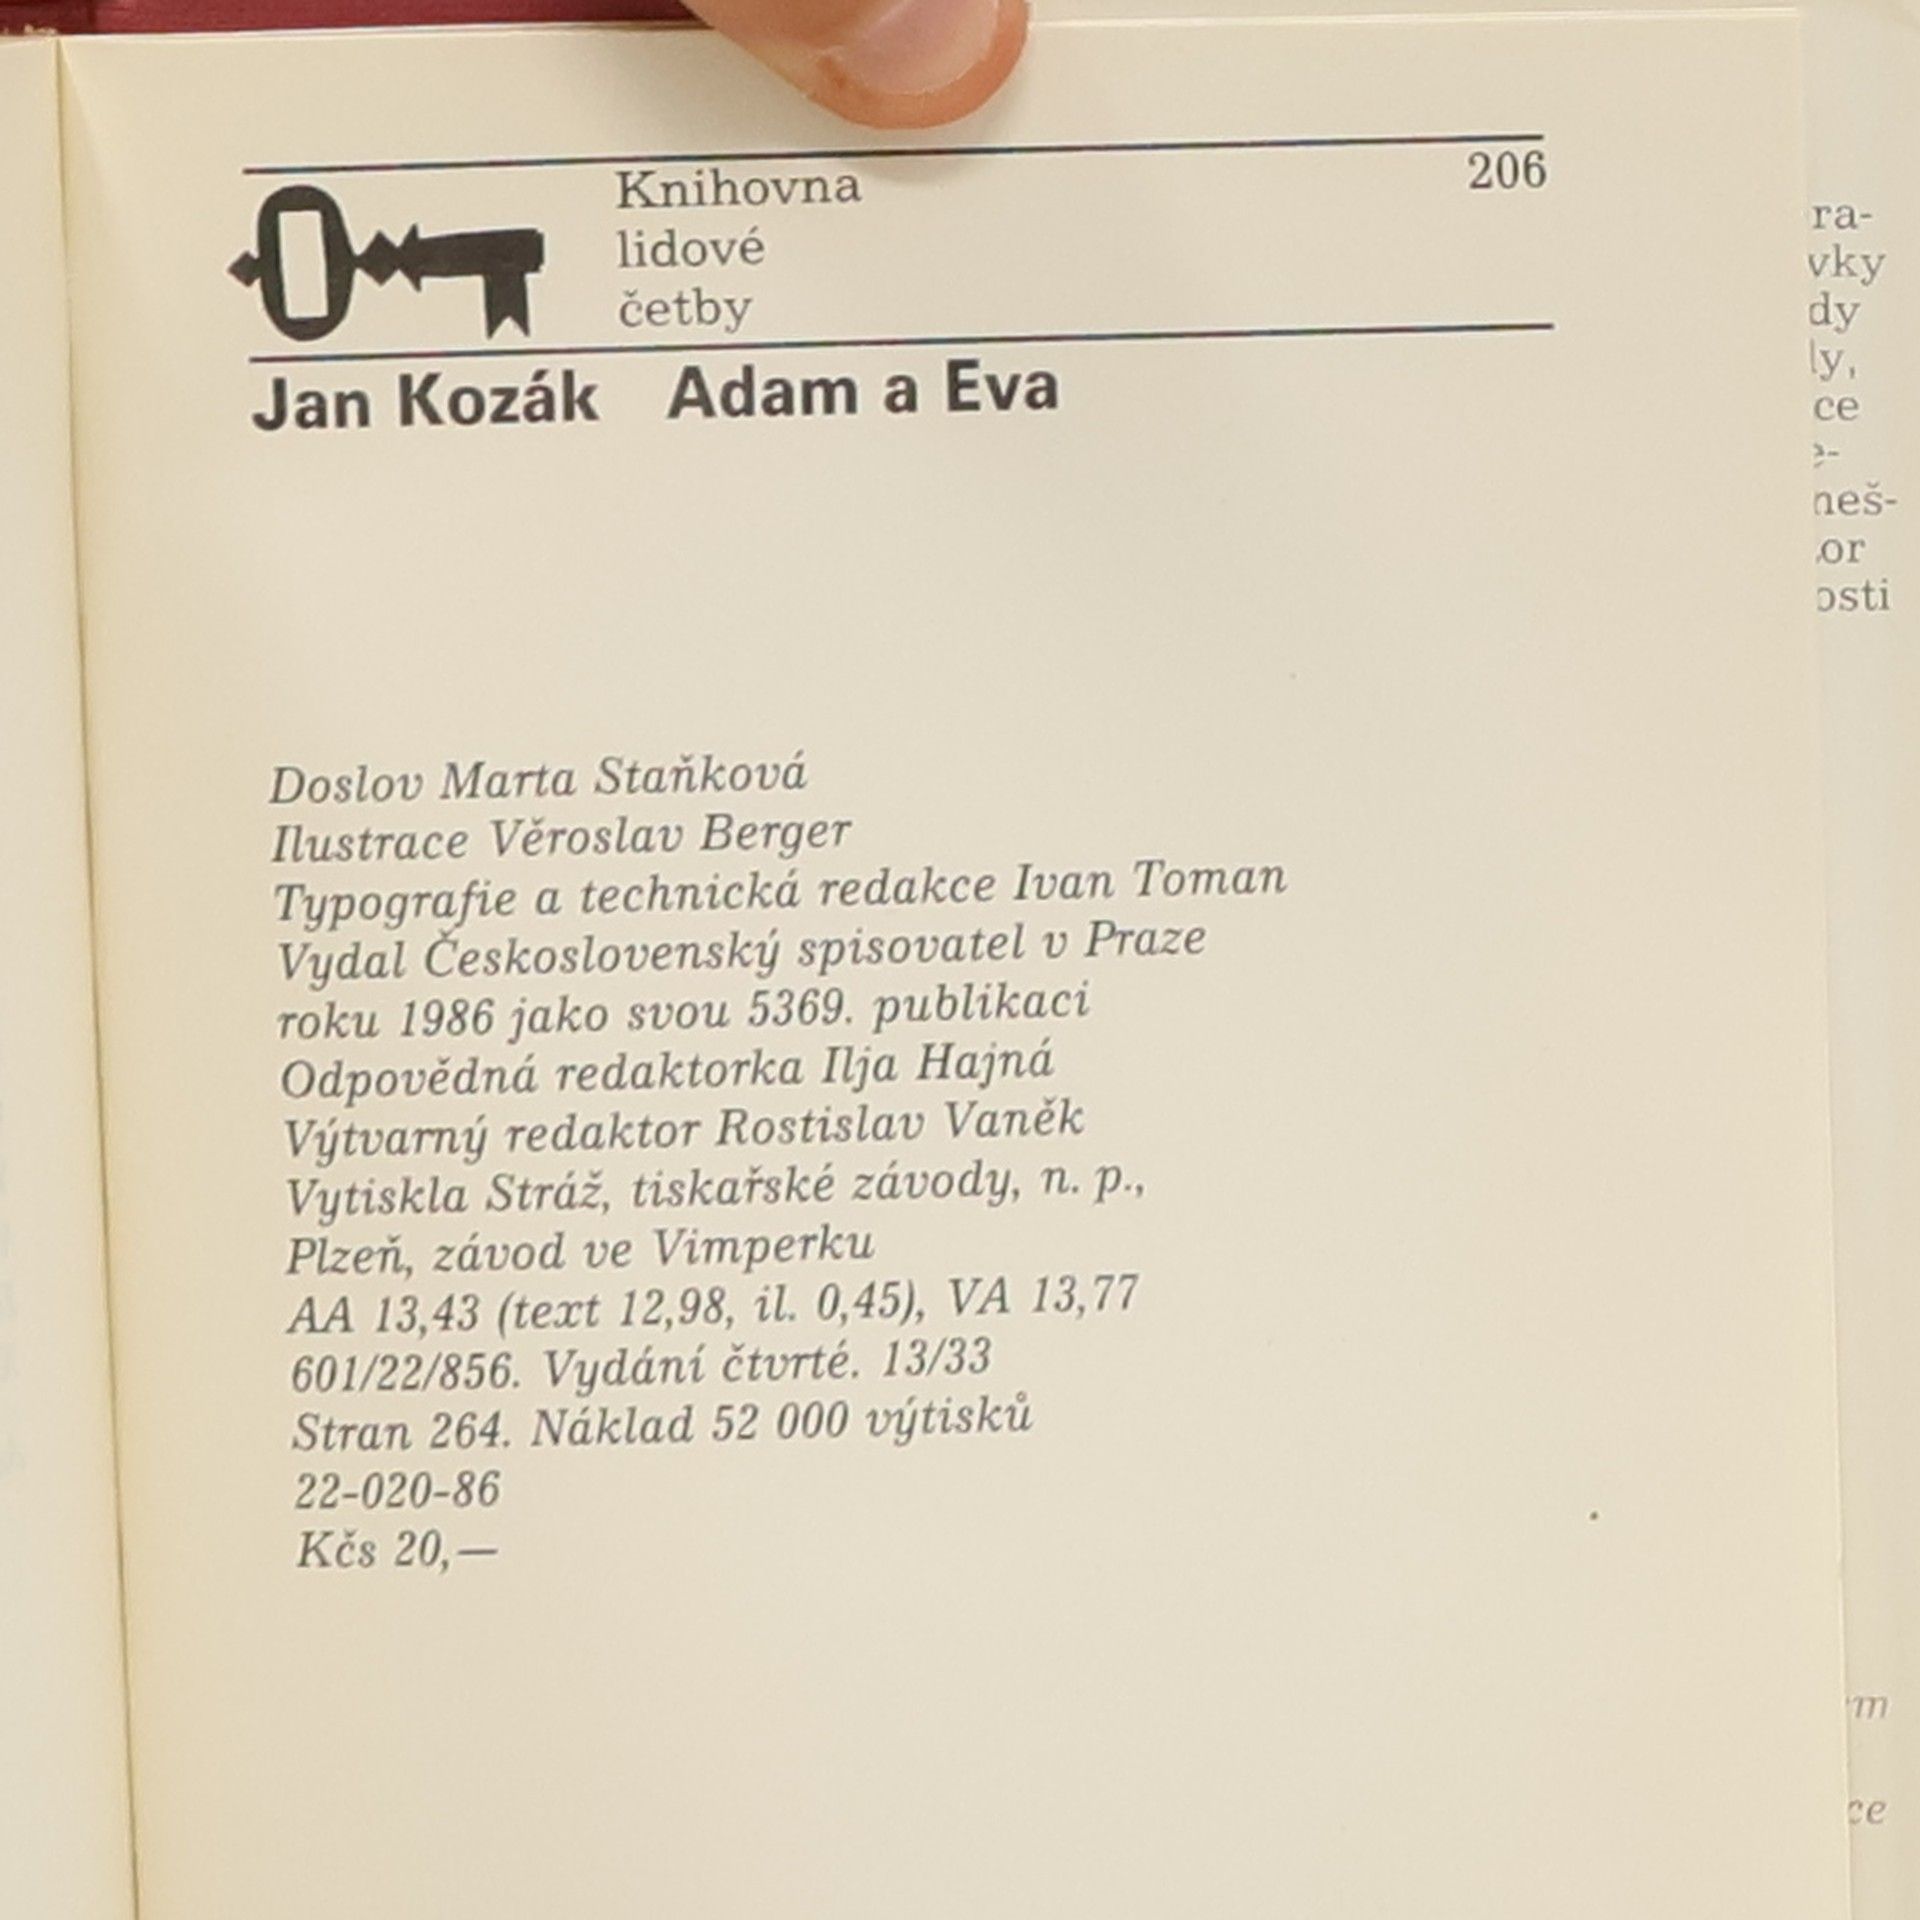 Knihovna
lidové
četby
206
Jan Kozák Adam a Eva
Doslov Marta Staňková
Ilustrace Věroslav Berger
Typografie a technická redakce Ivan Toman
Vydal Československý spisovatel v Praze
roku 1986 jako svou 5369. publikaci
Odpovědná redaktorka Ilja Hajná
Výtvarný redaktor Rostislav Vaněk
Vytiskla Stráž, tiskařské závody, n. p.,
Plzeň, závod ve Vimperku
AA 13,43 (text 12,98, il. 0,45), VA 13,77
601/22/856. Vydání čtvrté. 13/33
Stran 264. Náklad 52 000 výtisků
22-020-86
Kčs 20,—